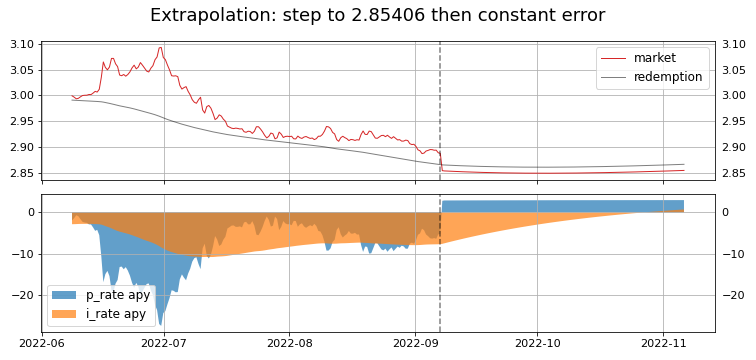 Extrapolation: step to 2.85406 then constant error
3.10 3.10
3.05 market 3.05
3.00 redemption 3.00
2.95 2.95
2.90 2.90
2.85 2.85
0 0
−10 −10
−20 p_rate apy −20
i_rate apy
2022-06 2022-07 2022-08 2022-09 2022-10 2022-11